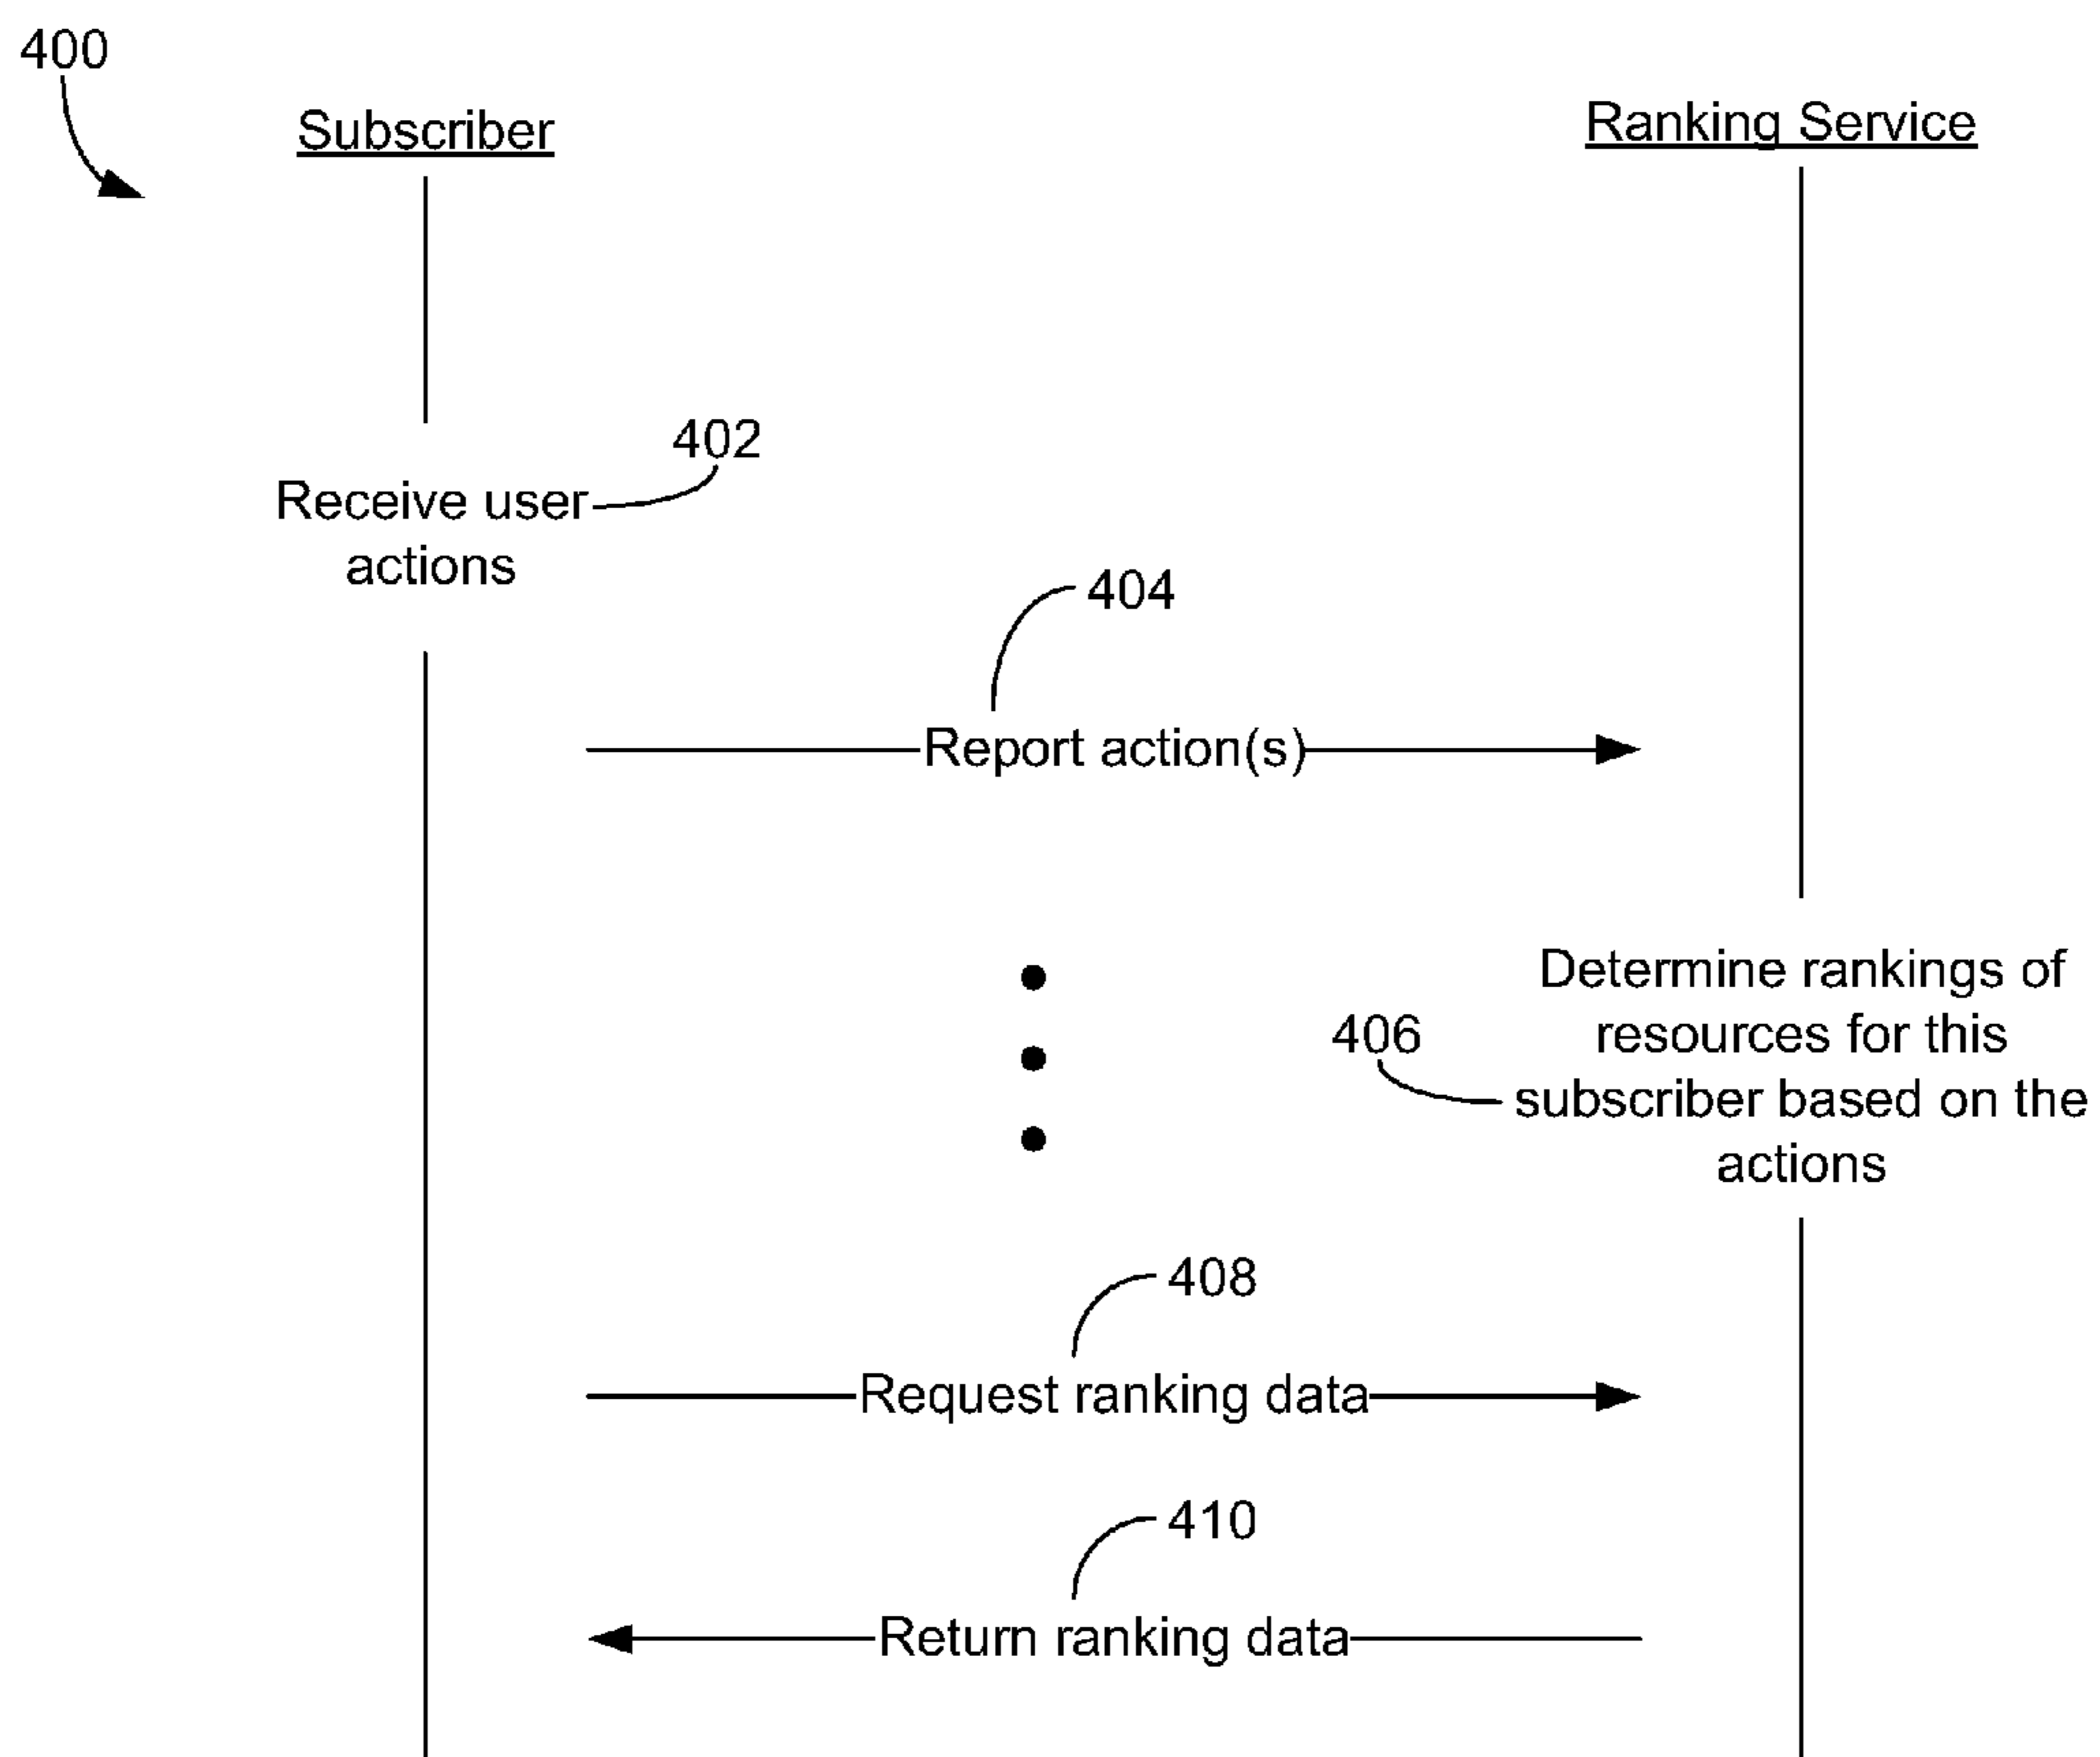 400
Subscriber
Ranking Service
402
Receive user
actions
404
Report action(s)
Determine rankings of
406
resources for this
subscriber based on the
actions
408
Request ranking data
410
Return ranking data